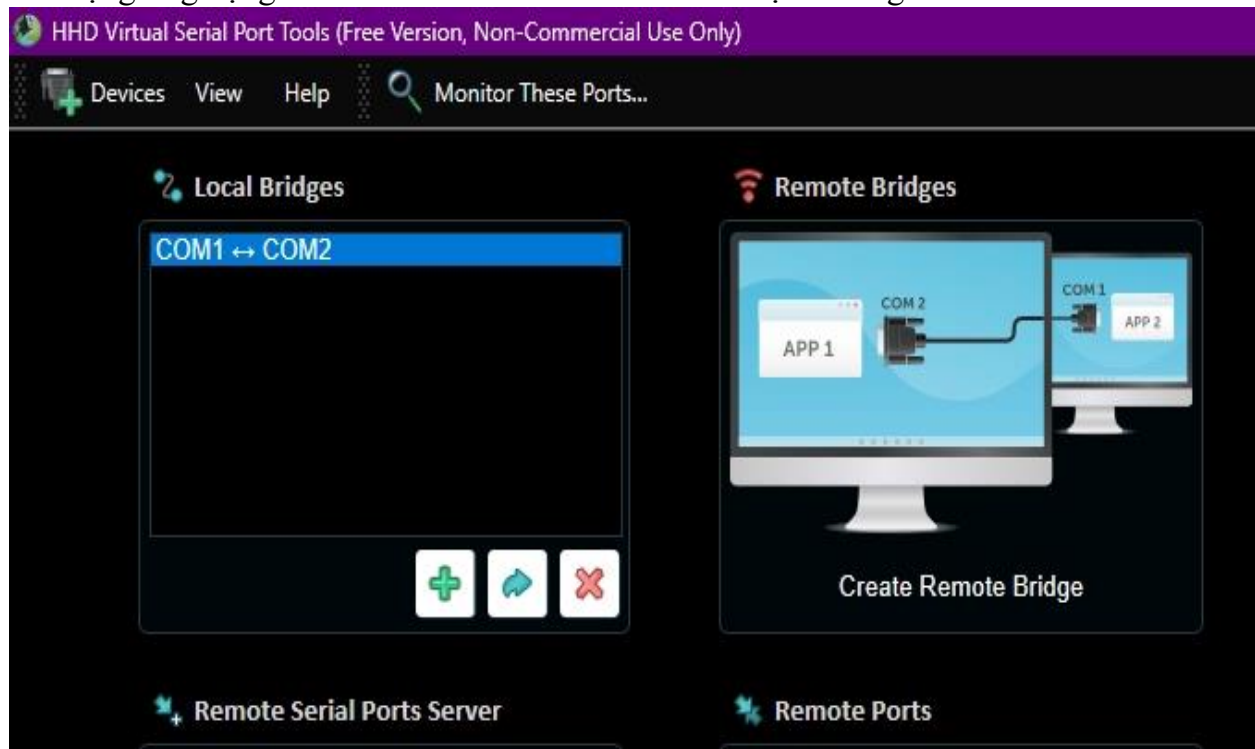 HHD Virtual Serial Port Tools (Free Version, Non-Commercial Use Only)
Devices View Help Monitor These Ports...
Local Bridges
Remote Bridges
COM1 ↔ COM2
COM 2
COM 1
APP 1
APP 2
Create Remote Bridge
Remote Serial Ports Server
Remote Ports